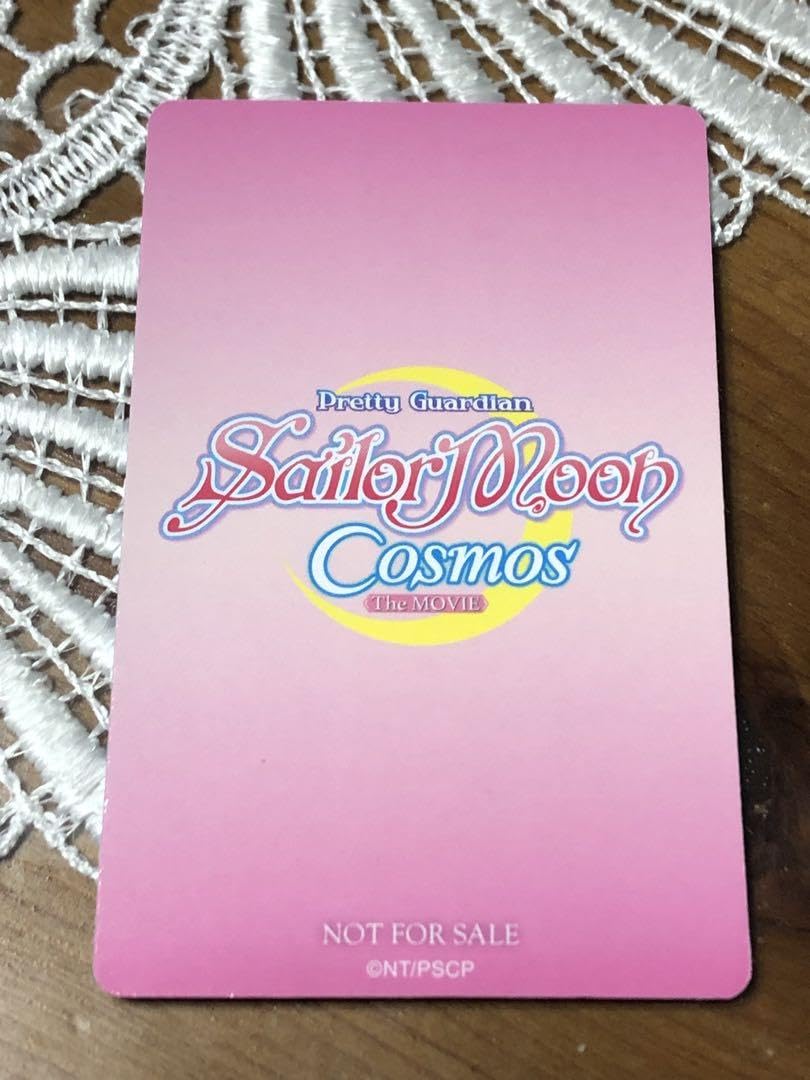 Pretty Guardian
Sailor Moon
Cosmos
The MOVIE
NOT FOR SALE
©NT/PSCP